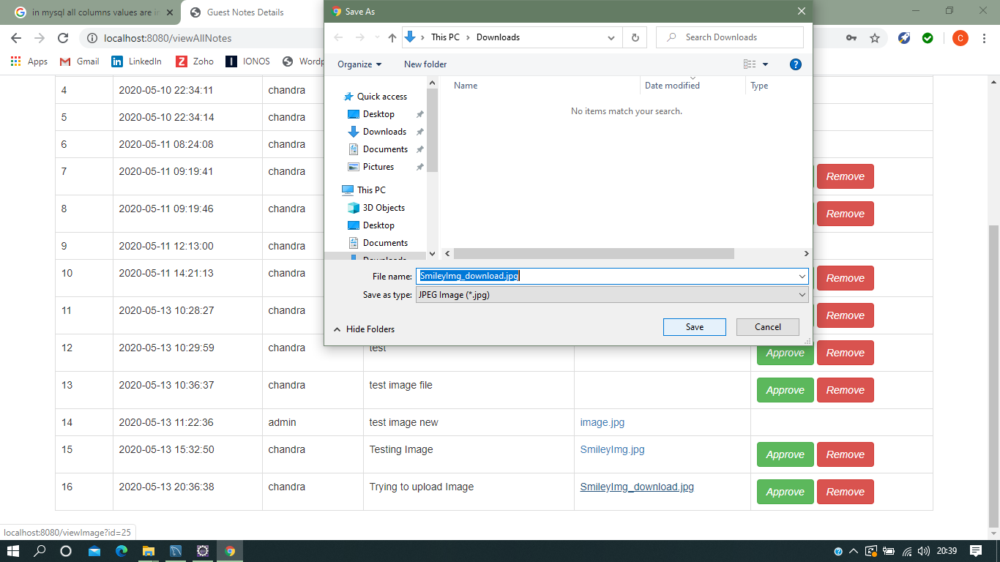 in mysql all columns values are ir
Guest Notes Details
localhost:8080/viewAllNotes
C
Apps
Gmail
LinkedIn
Zoho
IONOS
Wordp
Save As
This PC
Downloads
Search Downloads
Organize
New folder
Name
Date modified
Type
No items match your search.
Quick access
Desktop
Downloads
Documents
Pictures
This PC
3D Objects
Desktop
Documents
Downloads
File name: SmileyImg_download.jpg
Save as type: JPEG Image (*.jpg)
Hide Folders
Save
Cancel
4 2020-05-10 22:34:11 chandra
5 2020-05-10 22:34:14 chandra
6 2020-05-11 08:24:08 chandra
7 2020-05-11 09:19:41 chandra Remove
8 2020-05-11 09:19:46 chandra Remove
9 2020-05-11 12:13:00 chandra
10 2020-05-11 14:21:13 chandra Remove
11 2020-05-13 10:28:27 chandra Remove
12 2020-05-13 10:29:59 chandra test Approve Remove
13 2020-05-13 10:36:37 chandra test image file Approve Remove
14 2020-05-13 11:22:36 admin test image new image.jpg
15 2020-05-13 15:32:50 chandra Testing Image SmileyImg.jpg Approve Remove
16 2020-05-13 20:36:38 chandra Trying to upload Image SmileyImg_download.jpg Approve Remove
localhost:8080/viewImage?id=25
20:39